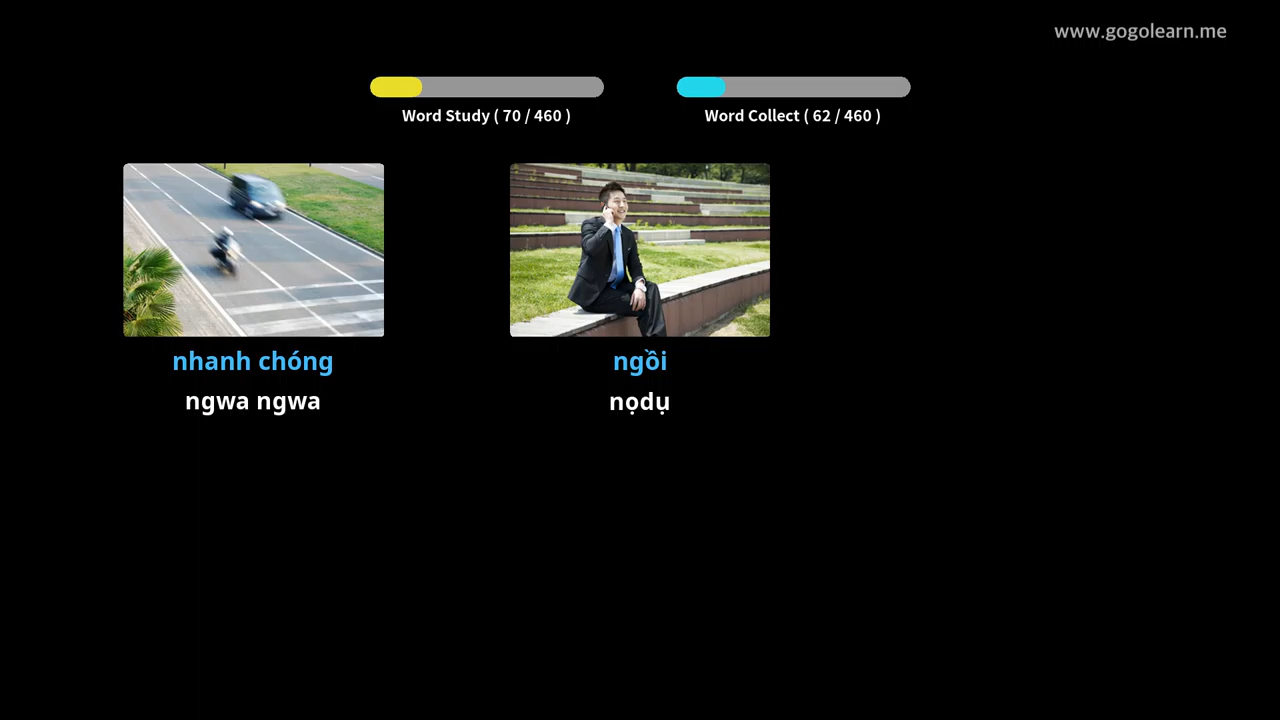 www.gogolearn.me
Word Study ( 70 / 460 )
Word Collect ( 62 / 460 )
nhanh chóng
ngwa ngwa
ngồi
nọdụ